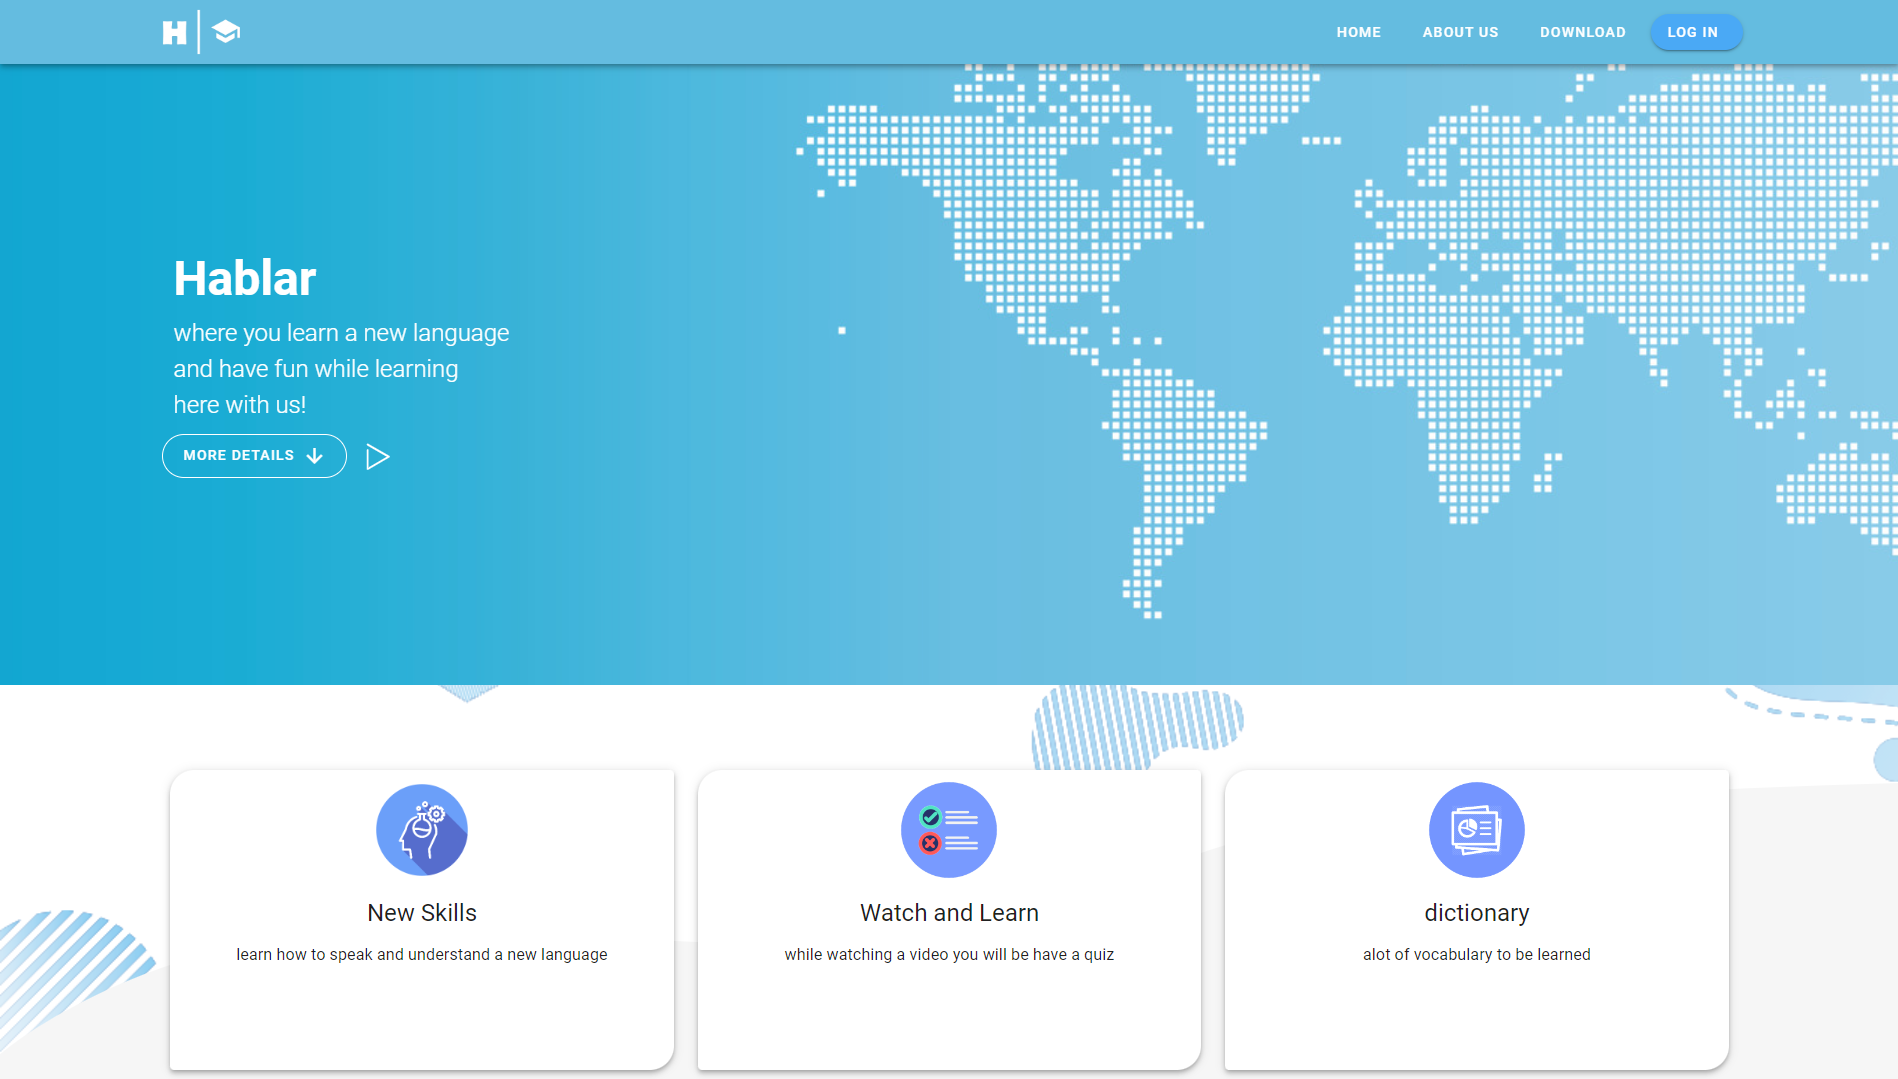 H
HOME
ABOUT US
DOWNLOAD
LOG IN
Hablar
where you learn a new language
and have fun while learning
here with us!
MORE DETAILS
New Skills
learn how to speak and understand a new language
Watch and Learn
while watching a video you will be have a quiz
dictionary
alot of vocabulary to be learned